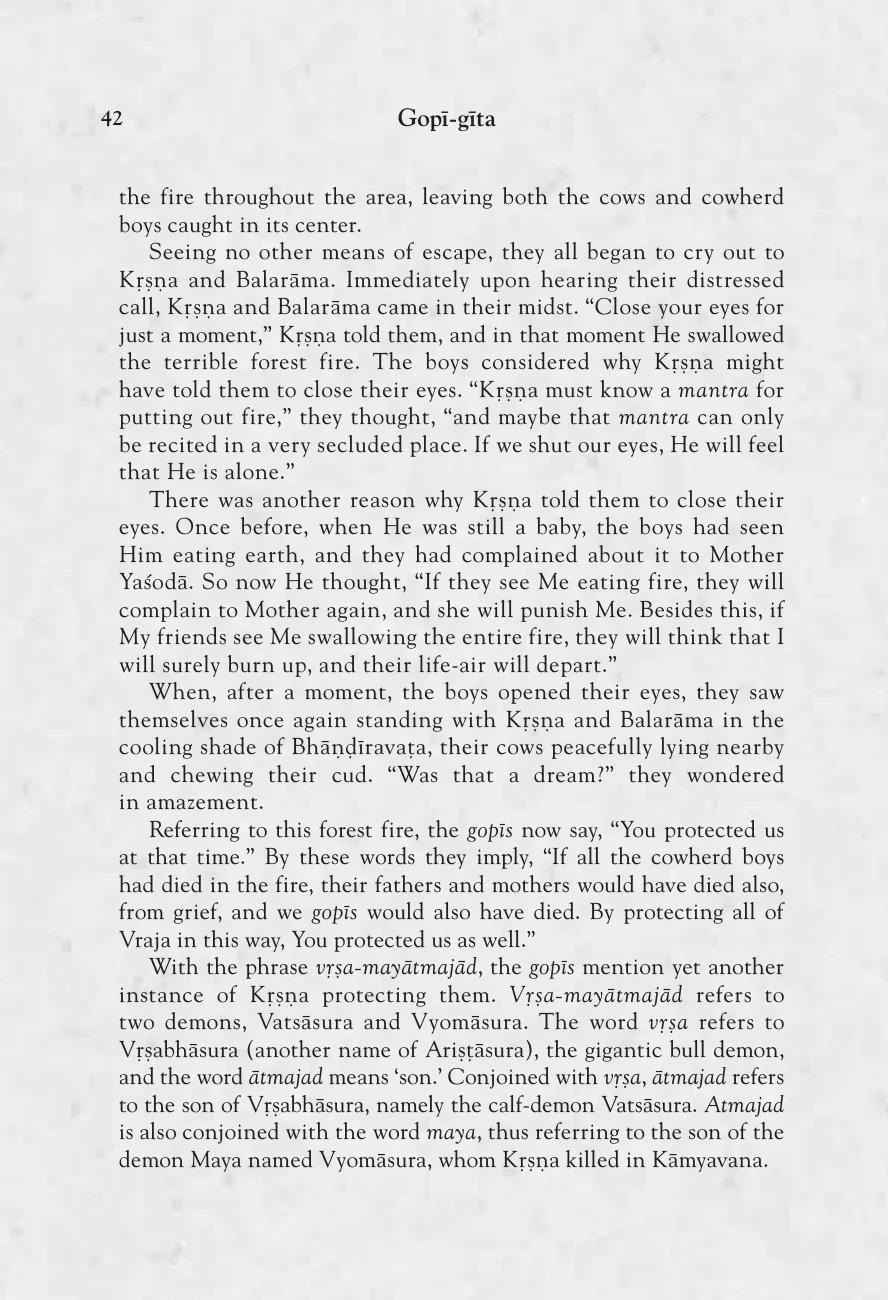 42
Gopī-gīta
the fire throughout the area, leaving both the cows and cowherd
boys caught in its center.
Seeing no other means of escape, they all began to cry out to
Kṛṣṇa and Balarāma. Immediately upon hearing their distressed
call, Kṛṣṇa and Balarāma came in their midst. “Close your eyes for
just a moment,” Kṛṣṇa told them, and in that moment He swallowed
the terrible forest fire. The boys considered why Kṛṣṇa might
have told them to close their eyes. “Kṛṣṇa must know a mantra for
putting out fire,” they thought, “and maybe that mantra can only
be recited in a very secluded place. If we shut our eyes, He will feel
that He is alone.”
There was another reason why Kṛṣṇa told them to close their
eyes. Once before, when He was still a baby, the boys had seen
Him eating earth, and they had complained about it to Mother
Yaśodā. So now He thought, “If they see Me eating fire, they will
complain to Mother again, and she will punish Me. Besides this, if
My friends see Me swallowing the entire fire, they will think that I
will surely burn up, and their life-air will depart.”
When, after a moment, the boys opened their eyes, they saw
themselves once again standing with Kṛṣṇa and Balarāma in the
cooling shade of Bhāṇḍīravaṭa, their cows peacefully lying nearby
and chewing their cud. “Was that a dream?” they wondered
in amazement.
Referring to this forest fire, the gopīs now say, “You protected us
at that time.” By these words they imply, “If all the cowherd boys
had died in the fire, their fathers and mothers would have died also,
from grief, and we gopīs would also have died. By protecting all of
Vraja in this way, You protected us as well.”
With the phrase vṛṣa-mayātmajād, the gopīs mention yet another
instance of Kṛṣṇa protecting them. Vṛṣa-mayātmajād refers to
two demons, Vatsāsura and Vyomāsura. The word vṛṣa refers to
Vṛṣabhāsura (another name of Ariṣṭāsura), the gigantic bull demon,
and the word ātmajad means ‘son.’ Conjoined with vṛṣa, ātmajad refers
to the son of Vṛṣabhāsura, namely the calf-demon Vatsāsura. Atmajad
is also conjoined with the word maya, thus referring to the son of the
demon Maya named Vyomāsura, whom Kṛṣṇa killed in Kāmyavana.